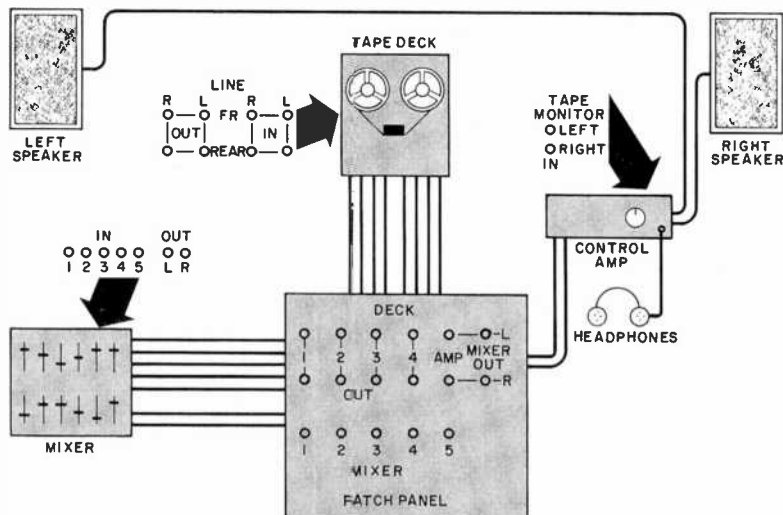 TAPE DECK
LEFT
SPEAKER
LINE
R L FR R L
OUT IN
REAR
TAPE
MONITOR
LEFT
RIGHT
IN
RIGHT
SPEAKER
CONTROL
AMP
HEADPHONES
IN OUT
1 2 3 4 5 L R
MIXER
DECK
1 2 3 4 AMP MIXER
OUT
L
R
OUT
1 2 3 4 5
MIXER
PATCH PANEL